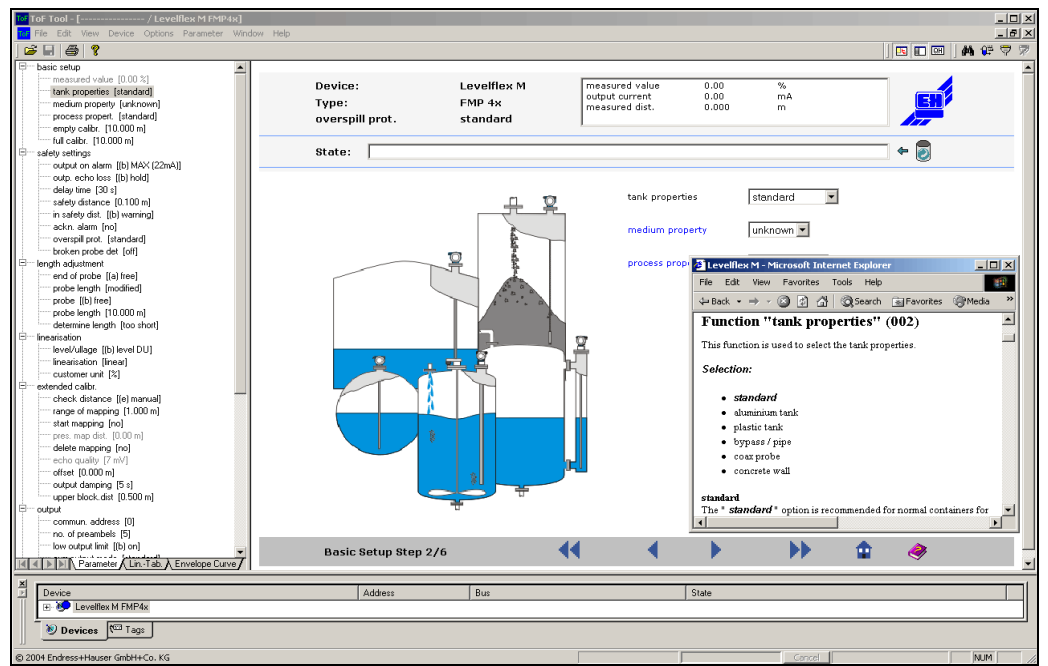 ToF Tool - [---------------- / Levelflex M FMP4x]
File Edit View Device Options Parameter Window Help
basic setup
measured value [0.00 %]
tank properties [standard]
medium property [unknown]
process propert. [standard]
empty calibr. [10.000 m]
full calibr. [10.000 m]
safety settings
output on alarm [(b) MAX (22mA)]
outp. echo loss [(b) hold]
delay time [30 s]
safety distance [0.100 m]
in safety dist. [(b) warning]
ackn. alarm [no]
overspill prot. [standard]
broken probe det [off]
length adjustment
end of probe [(a) free]
probe length [modified]
probe [(b) free]
probe length [10.000 m]
determine length [too short]
linearisation
level/ullage [(b) level DU]
linearisation [linear]
customer unit [%]
extended calibr.
check distance [(e) manual]
range of mapping [1.000 m]
start mapping [no]
pres. map dist. [0.00 m]
delete mapping [no]
echo quality [7 mV]
offset [0.000 m]
output damping [5 s]
upper block.dist [0.500 m]
output
commun. address [0]
no. of preambels [5]
low output limit [(b) on]
Parameter Lin.-Tab. Envelope Curve
Device: Levelflex M
Type: FMP 4x
overspill prot. standard
measured value 0.00 %
output current 0.00 mA
measured dist. 0.000 m
EH
State:
tank properties standard
medium property unknown
process prop
Levelflex M - Microsoft Internet Explorer
File Edit View Favorites Tools Help
Back Search Favorites Media »
Function "tank properties" (002)
This function is used to select the tank properties.
Selection:
• standard
• aluminium tank
• plastic tank
• bypass / pipe
• coax probe
• concrete wall
standard
The * standard * option is recommended for normal containers for
Basic Setup Step 2/6
Device Address Bus State
Levelflex M FMP4x
Devices Tags
© 2004 Endress+Hauser GmbH+Co. KG
Cancel
NUM